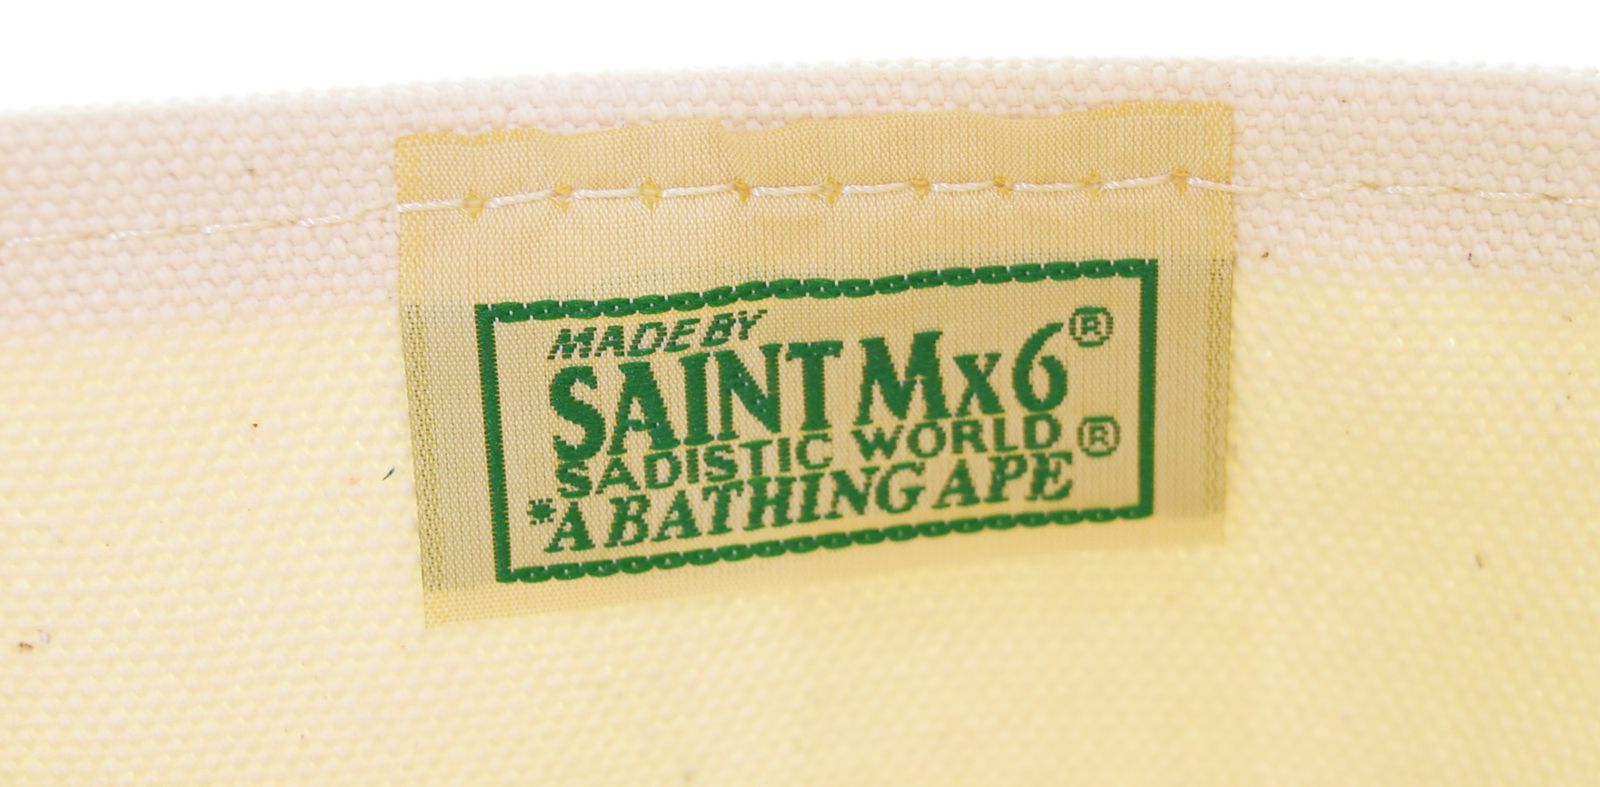 MADE BY
SAINT Mx6®
SADISTIC WORLD
*A BATHING APE®